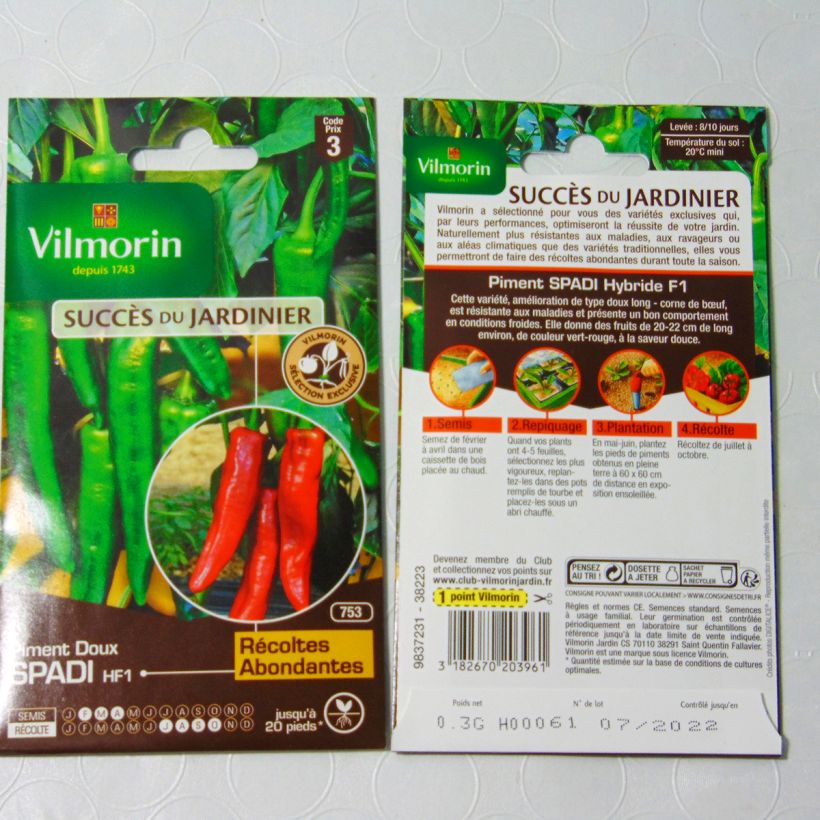 Code
Prix
3
Vilmorin
depuis 1743
SUCCÈS DU JARDINIER
VILMORIN
SÉLECTION EXCLUSIVE
753
Piment Doux
SPADI HF1
Récoltes
Abondantes
SEMIS J F M A M J J A S O N D
RÉCOLTE J F M A M J J A S O N D
jusqu'à
20 pieds*
Levée : 8/10 jours
Température du sol :
20°C mini
Vilmorin
depuis 1743
SUCCÈS DU JARDINIER
Vilmorin a sélectionné pour vous des variétés exclusives qui,
par leurs performances, optimiseront la réussite de votre jardin.
Naturellement plus résistantes aux maladies, aux ravageurs ou
aux aléas climatiques que des variétés traditionnelles, elles vous
permettront de faire des récoltes abondantes durant toute la saison.
Piment SPADI Hybride F1
Cette variété, amélioration de type doux long - corne de bœuf,
est résistante aux maladies et présente un bon comportement
en conditions froides. Elle donne des fruits de 20-22 cm de long
environ, de couleur vert-rouge, à la saveur douce.
1.Semis
Semez de février
à avril dans une
caissette de bois
placée au chaud.
2.Repiquage
Quand vos plants
ont 4-5 feuilles,
sélectionnez les plus
vigoureux, replan-
tez-les dans des pots
remplis de tourbe et
placez-les sous un
abri chauffé.
3.Plantation
En mai-juin, plantez
les pieds de piments
obtenus en pleine
terre à 60 x 60 cm
de distance en expo-
sition ensoleillée.
4.Récolte
Récoltez de juillet à
octobre.
Devenez membre du Club
et collectionnez vos points sur
www.club-vilmorinjardin.fr
1 point Vilmorin
9837231 - 38223
3 182670 203961
PENSEZ
AU TRI !
DOSETTE
À JETER
SACHET
PAPIER
À RECYCLER
FR
CONSIGNE POUVANT VARIER LOCALEMENT > WWW.CONSIGNESDETRI.FR
Règles et normes CE. Semences standard. Semences
à usage familial. Leur germination est contrôlée
périodiquement en laboratoire sur échantillons de
référence jusqu'à la date limite de vente indiquée.
Vilmorin Jardin CS 70110 38291 Saint Quentin Fallavier.
Vilmorin est une marque sous licence Vilmorin.
* Quantité estimée sur la base de conditions de cultures
optimales.
Crédits photos DIGITALICE® - Reproduction même partielle interdite
Poids net
N° de lot
Contrôlé jusqu'en
0.3G H00061 07/2022